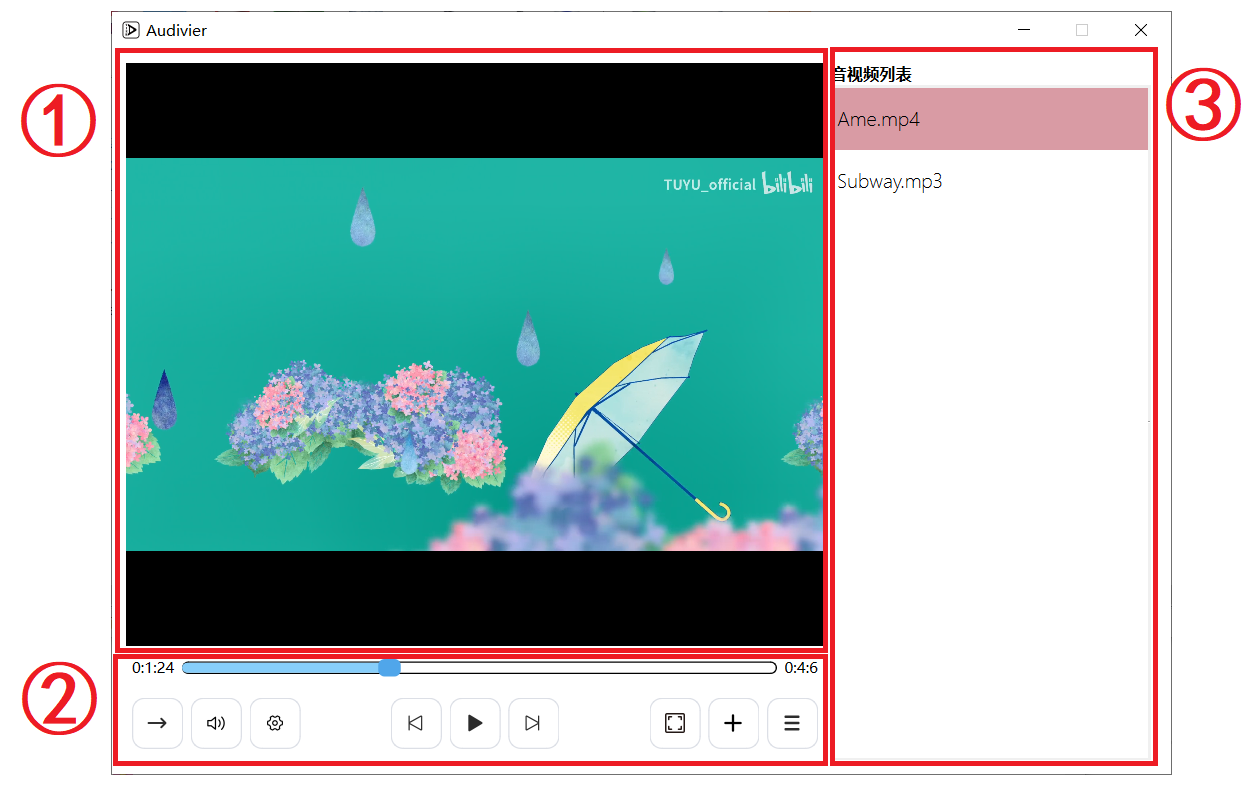 Audivier
①
TUYU_official bilibili
0:1:24
0:4:6
②
音视频列表
Ame.mp4
Subway.mp3
③